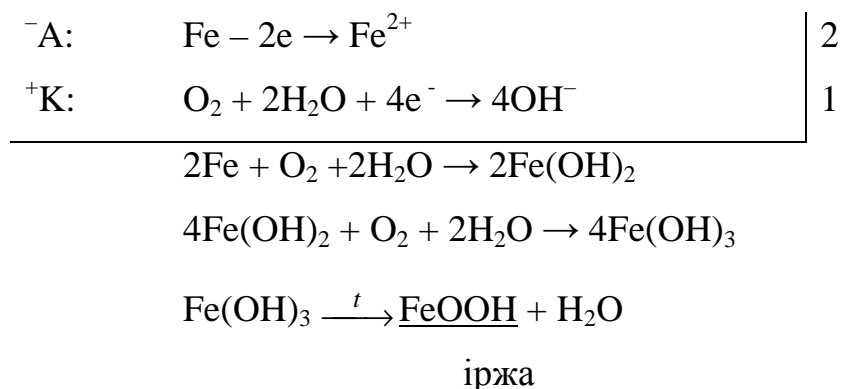 ⁻A: Fe – 2e → Fe²⁺ 2
⁺K: O₂ + 2H₂O + 4e⁻ → 4OH⁻ 1
2Fe + O₂ +2H₂O → 2Fe(OH)₂
4Fe(OH)₂ + O₂ + 2H₂O → 4Fe(OH)₃
Fe(OH)₃ —t→ FeOOH + H₂O
іржа